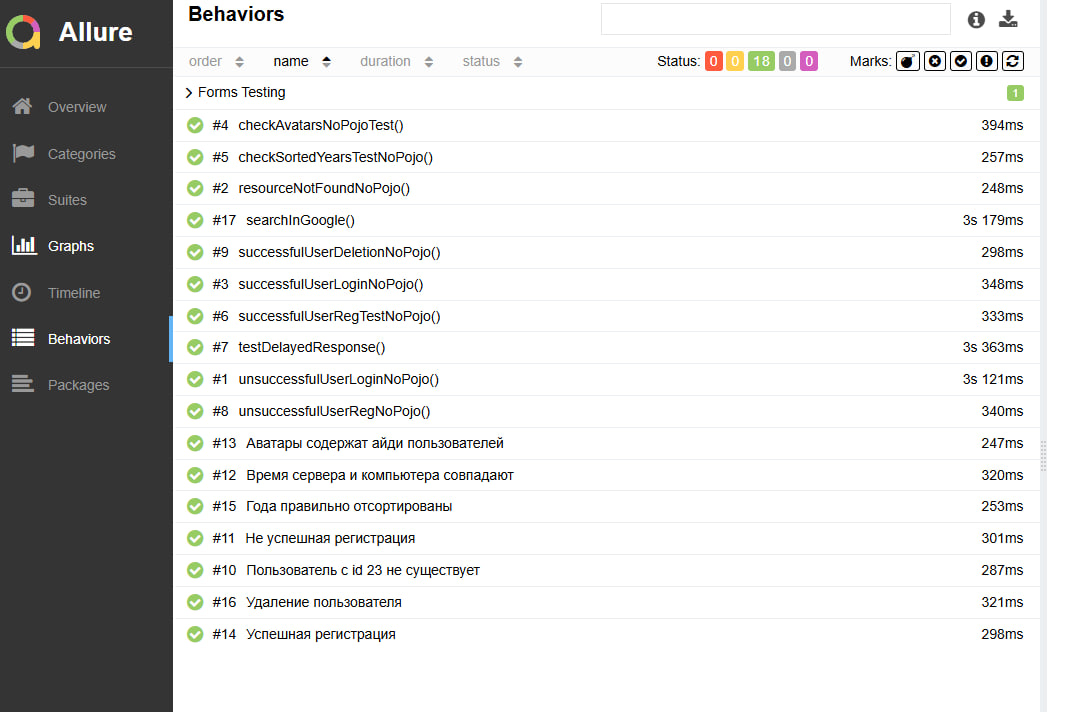 Allure
Overview
Categories
Suites
Graphs
Timeline
Behaviors
Packages
Behaviors
order name duration status Status: 0 0 18 0 0 Marks:
Forms Testing 1
#4 checkAvatarsNoPojoTest() 394ms
#5 checkSortedYearsTestNoPojo() 257ms
#2 resourceNotFoundNoPojo() 248ms
#17 searchInGoogle() 3s 179ms
#9 successfulUserDeletionNoPojo() 298ms
#3 successfulUserLoginNoPojo() 348ms
#6 successfulUserRegTestNoPojo() 333ms
#7 testDelayedResponse() 3s 363ms
#1 unsuccessfulUserLoginNoPojo() 3s 121ms
#8 unsuccessfulUserRegNoPojo() 340ms
#13 Аватары содержат айди пользователей 247ms
#12 Время сервера и компьютера совпадают 320ms
#15 Года правильно отсортированы 253ms
#11 Не успешная регистрация 301ms
#10 Пользователь с id 23 не существует 287ms
#16 Удаление пользователя 321ms
#14 Успешная регистрация 298ms